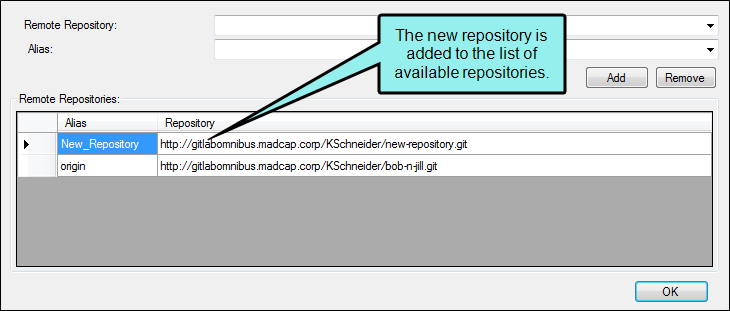 Remote Repository:
Alias:
The new repository is
added to the list of
available repositories.
Add Remove
Remote Repositories:
Alias Repository
New_Repository http://gitlabomnibus.madcap.corp/KSchneider/new-repository.git
origin http://gitlabomnibus.madcap.corp/KSchneider/bob-n-jill.git
OK